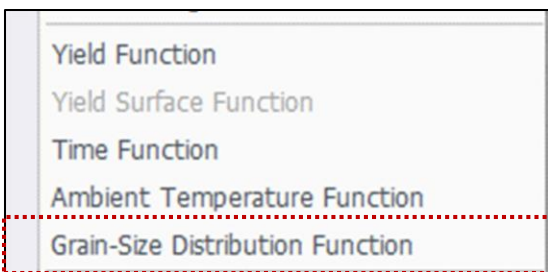 Yield Function
Yield Surface Function
Time Function
Ambient Temperature Function
Grain-Size Distribution Function